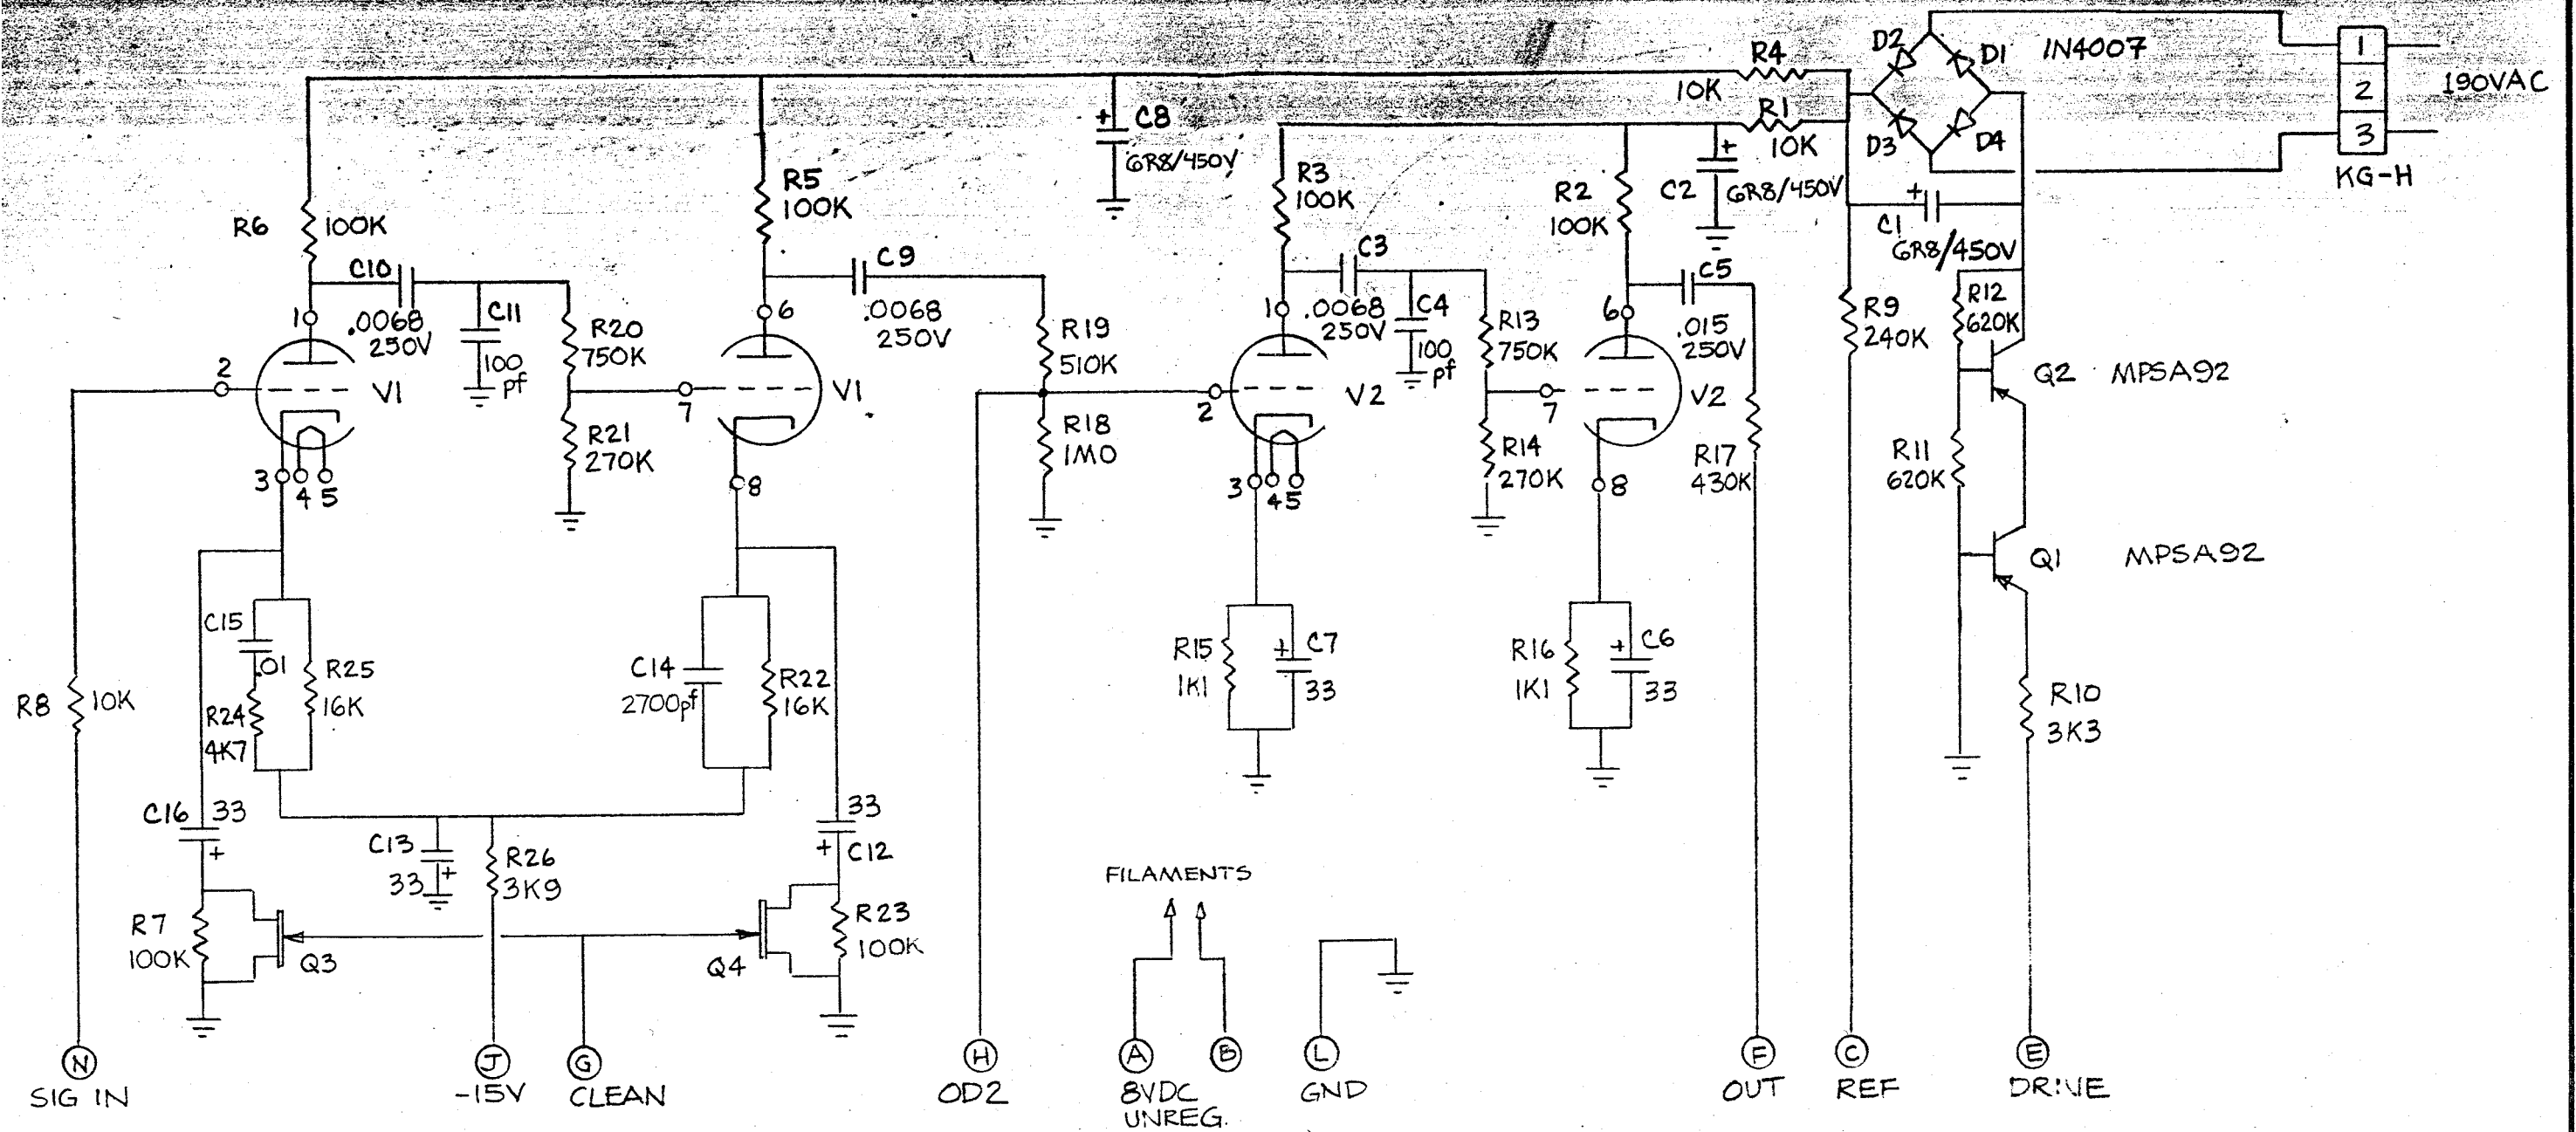 D2
D1
IN4007
R4
10K
R1
10K
D3
D4
1
2
3
190VAC
KG-H
C8
+
6R8/450V
R6
100K
R5
100K
R3
100K
R2
100K
C2
+
6R8/450V
+
C1
6R8/450V
C10
.0068
250V
C11
100
pf
C9
.0068
250V
C3
.0068
250V
C4
100
pf
C5
.015
250V
R9
240K
R12
620K
1
2
V1
3
4
5
R20
750K
R21
270K
6
7
V1
8
R19
510K
R18
1M0
1
2
V2
3
4
5
R13
750K
R14
270K
6
7
V2
8
R17
430K
R11
620K
Q2
MPSA92
Q1
MPSA92
R8
10K
C15
.01
R24
4K7
R25
16K
C14
2700pf
R22
16K
R15
1K1
+
C7
33
R16
1K1
+
C6
33
R10
3K3
C16
33
+
C13
33
+
R26
3K9
33
+
C12
R7
100K
Q3
Q4
R23
100K
FILAMENTS
N
SIG IN
J
-15V
G
CLEAN
H
OD2
A
B
8VDC
UNREG.
L
GND
F
OUT
C
REF
E
DRIVE